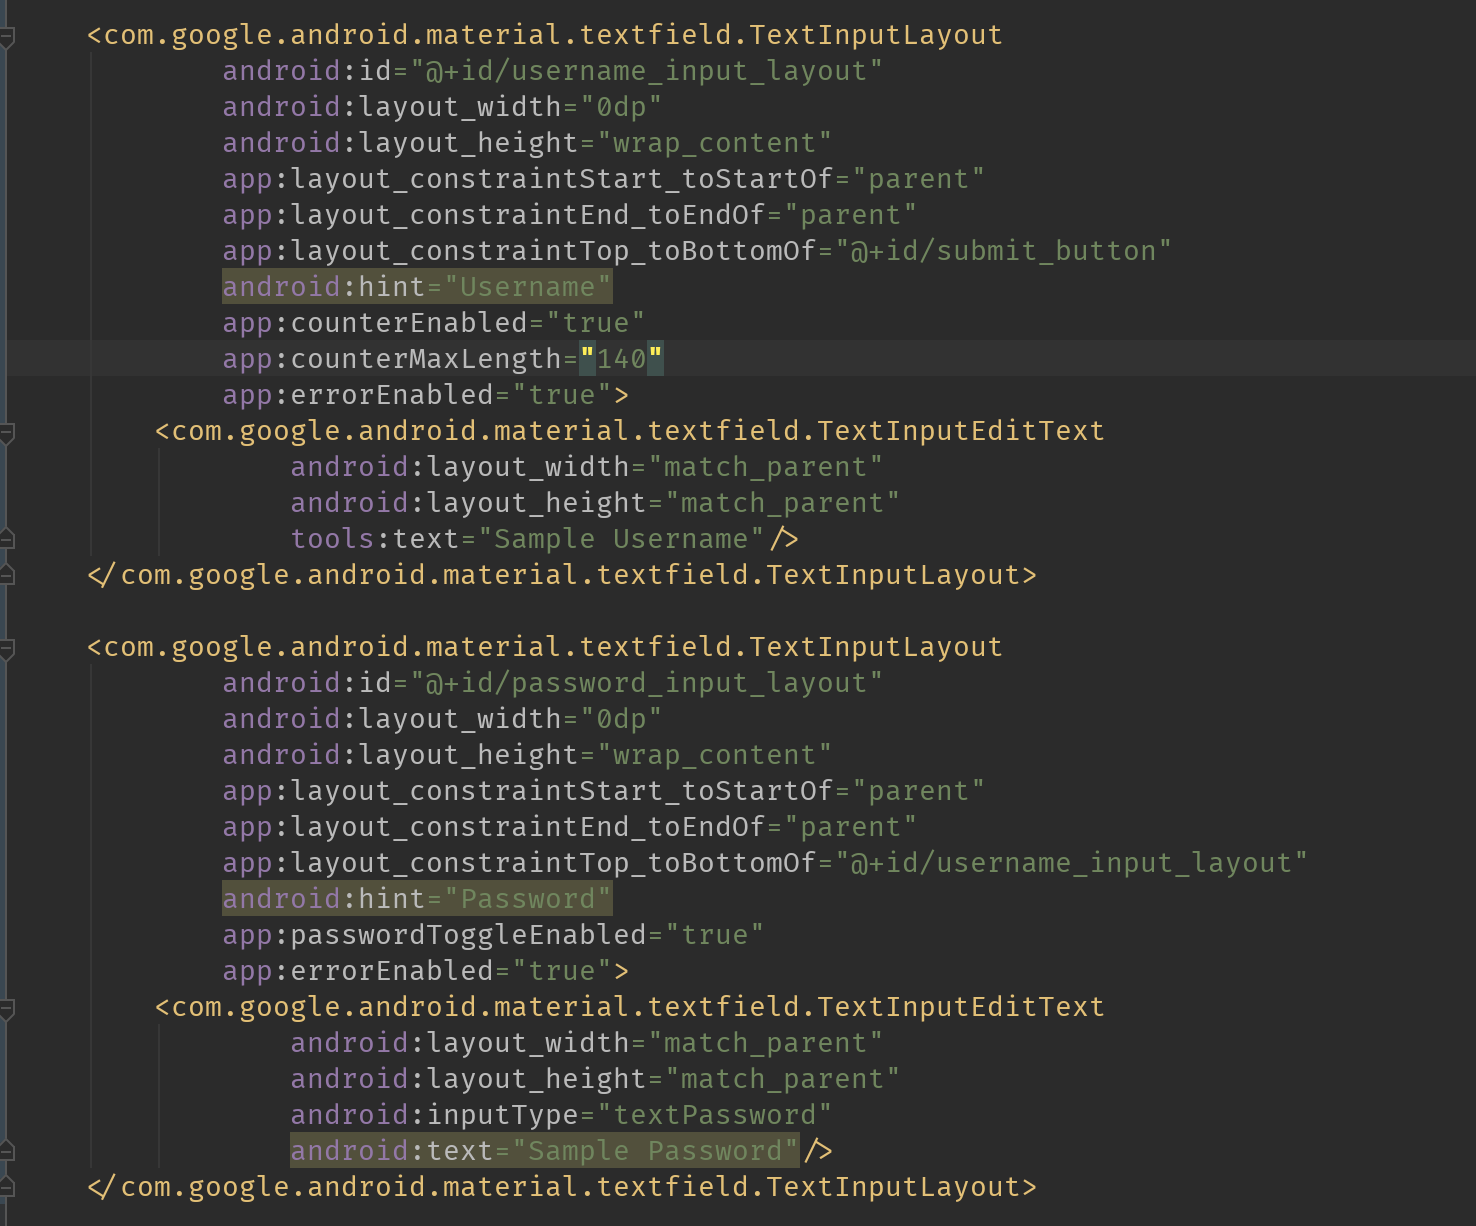 <com.google.android.material.textfield.TextInputLayout
android:id="@+id/username_input_layout"
android:layout_width="0dp"
android:layout_height="wrap_content"
app:layout_constraintStart_toStartOf="parent"
app:layout_constraintEnd_toEndOf="parent"
app:layout_constraintTop_toBottomOf="@+id/submit_button"
android:hint="Username"
app:counterEnabled="true"
app:counterMaxLength="140"
app:errorEnabled="true">
<com.google.android.material.textfield.TextInputEditText
android:layout_width="match_parent"
android:layout_height="match_parent"
tools:text="Sample Username"/>
</com.google.android.material.textfield.TextInputLayout>
<com.google.android.material.textfield.TextInputLayout
android:id="@+id/password_input_layout"
android:layout_width="0dp"
android:layout_height="wrap_content"
app:layout_constraintStart_toStartOf="parent"
app:layout_constraintEnd_toEndOf="parent"
app:layout_constraintTop_toBottomOf="@+id/username_input_layout"
android:hint="Password"
app:passwordToggleEnabled="true"
app:errorEnabled="true">
<com.google.android.material.textfield.TextInputEditText
android:layout_width="match_parent"
android:layout_height="match_parent"
android:inputType="textPassword"
android:text="Sample Password"/>
</com.google.android.material.textfield.TextInputLayout>